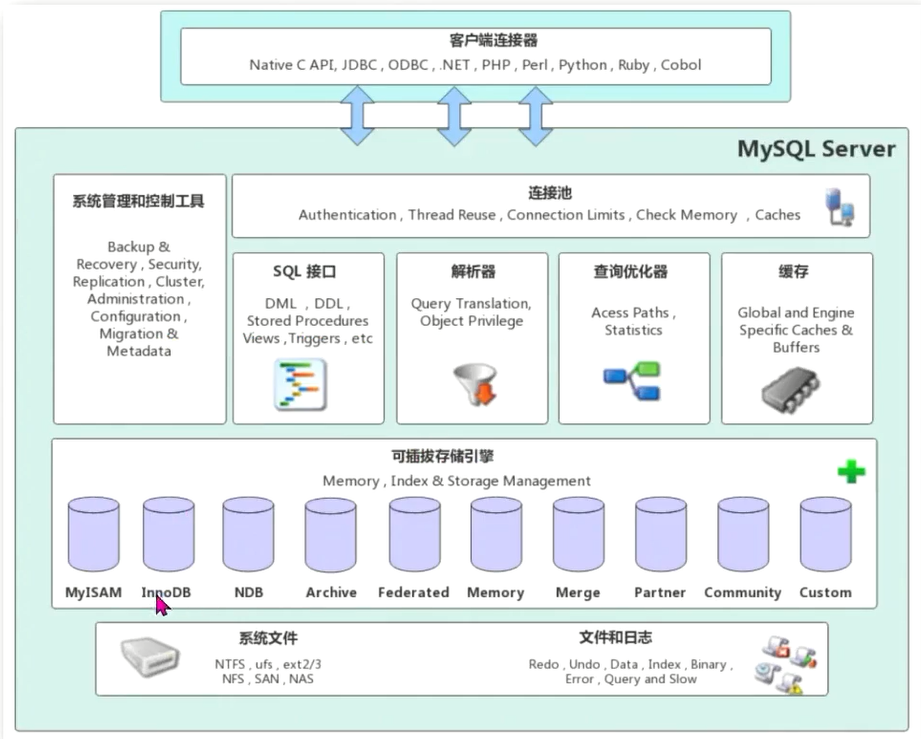 客户端连接器
Native C API, JDBC , ODBC , .NET , PHP , Perl , Python , Ruby , Cobol
MySQL Server
系统管理和控制工具
Backup &
Recovery , Security,
Replication , Cluster,
Administration ,
Configuration ,
Migration &
Metadata
连接池
Authentication , Thread Reuse , Connection Limits , Check Memory , Caches
SQL 接口
DML , DDL ,
Stored Procedures
Views ,Triggers , etc
解析器
Query Translation,
Object Privilege
查询优化器
Acess Paths ,
Statistics
缓存
Global and Engine
Specific Caches &
Buffers
可插拔存储引擎
Memory , Index & Storage Management
MyISAM InnoDB NDB Archive Federated Memory Merge Partner Community Custom
系统文件
NTFS , ufs , ext2/3
NFS , SAN , NAS
文件和日志
Redo , Undo , Data , Index , Binary ,
Error , Query and Slow